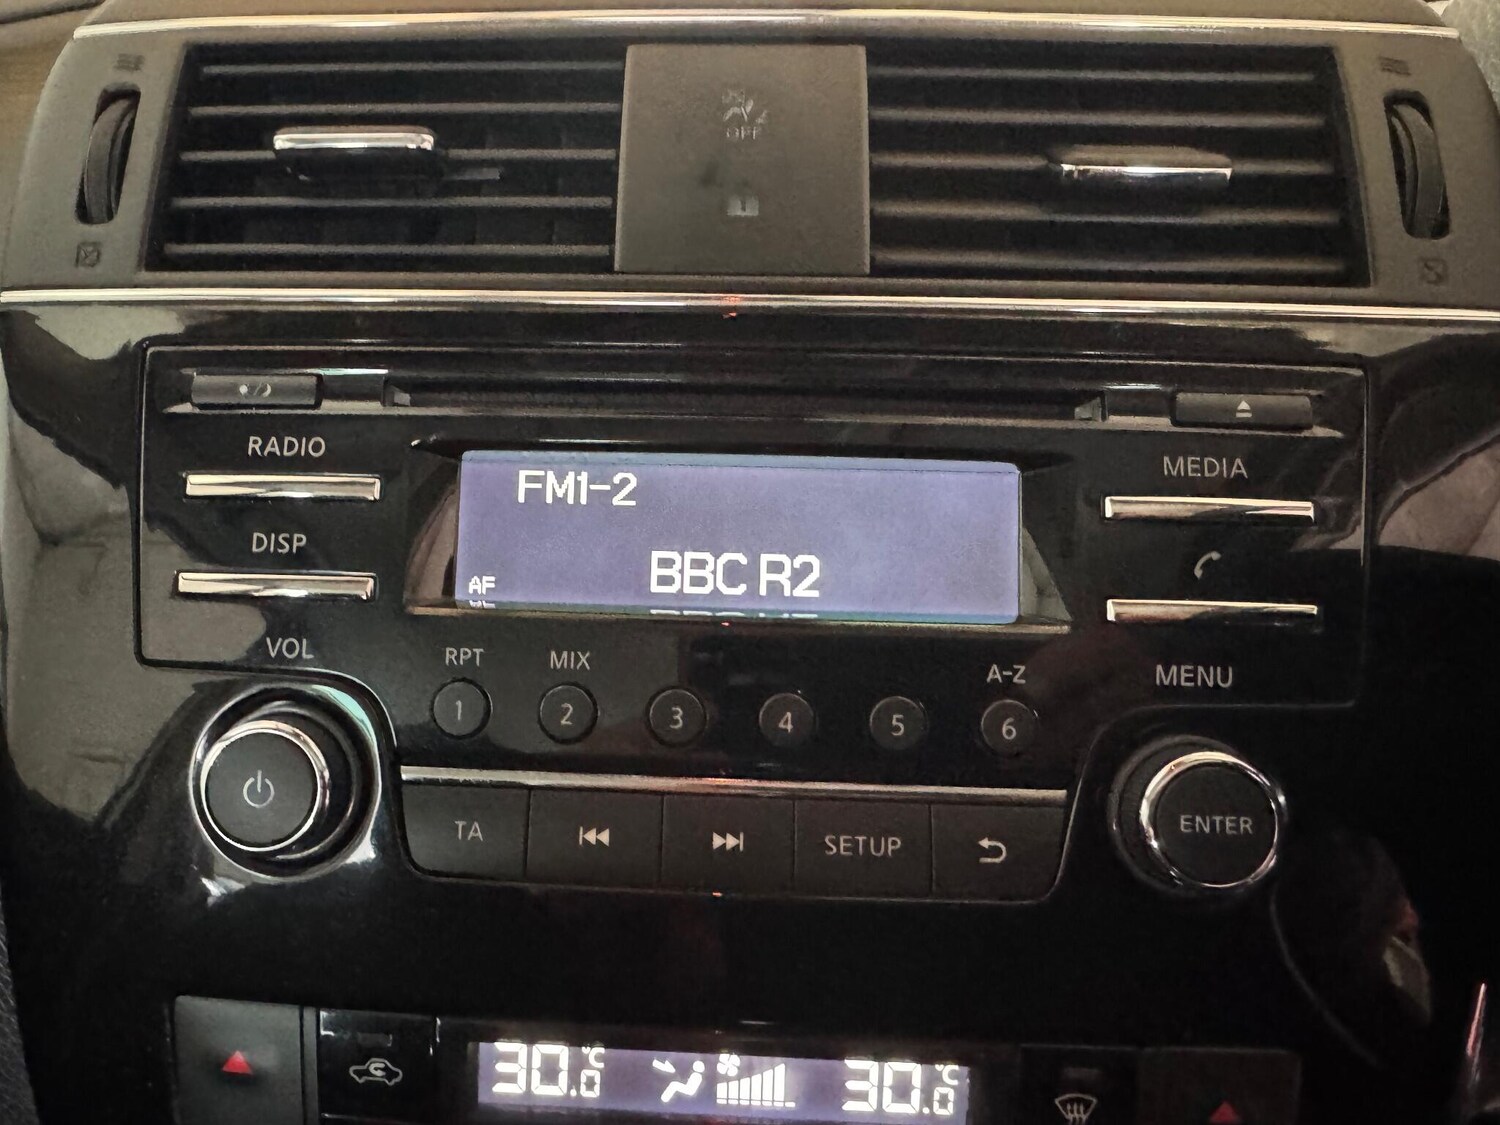 OFF
RADIO
MEDIA
FM1-2
DISP
BBC R2
AF
VOL
RPT
MIX
A-Z
MENU
1 2 3 4 5 6
TA
SETUP
ENTER
30.0°C
30.0°C